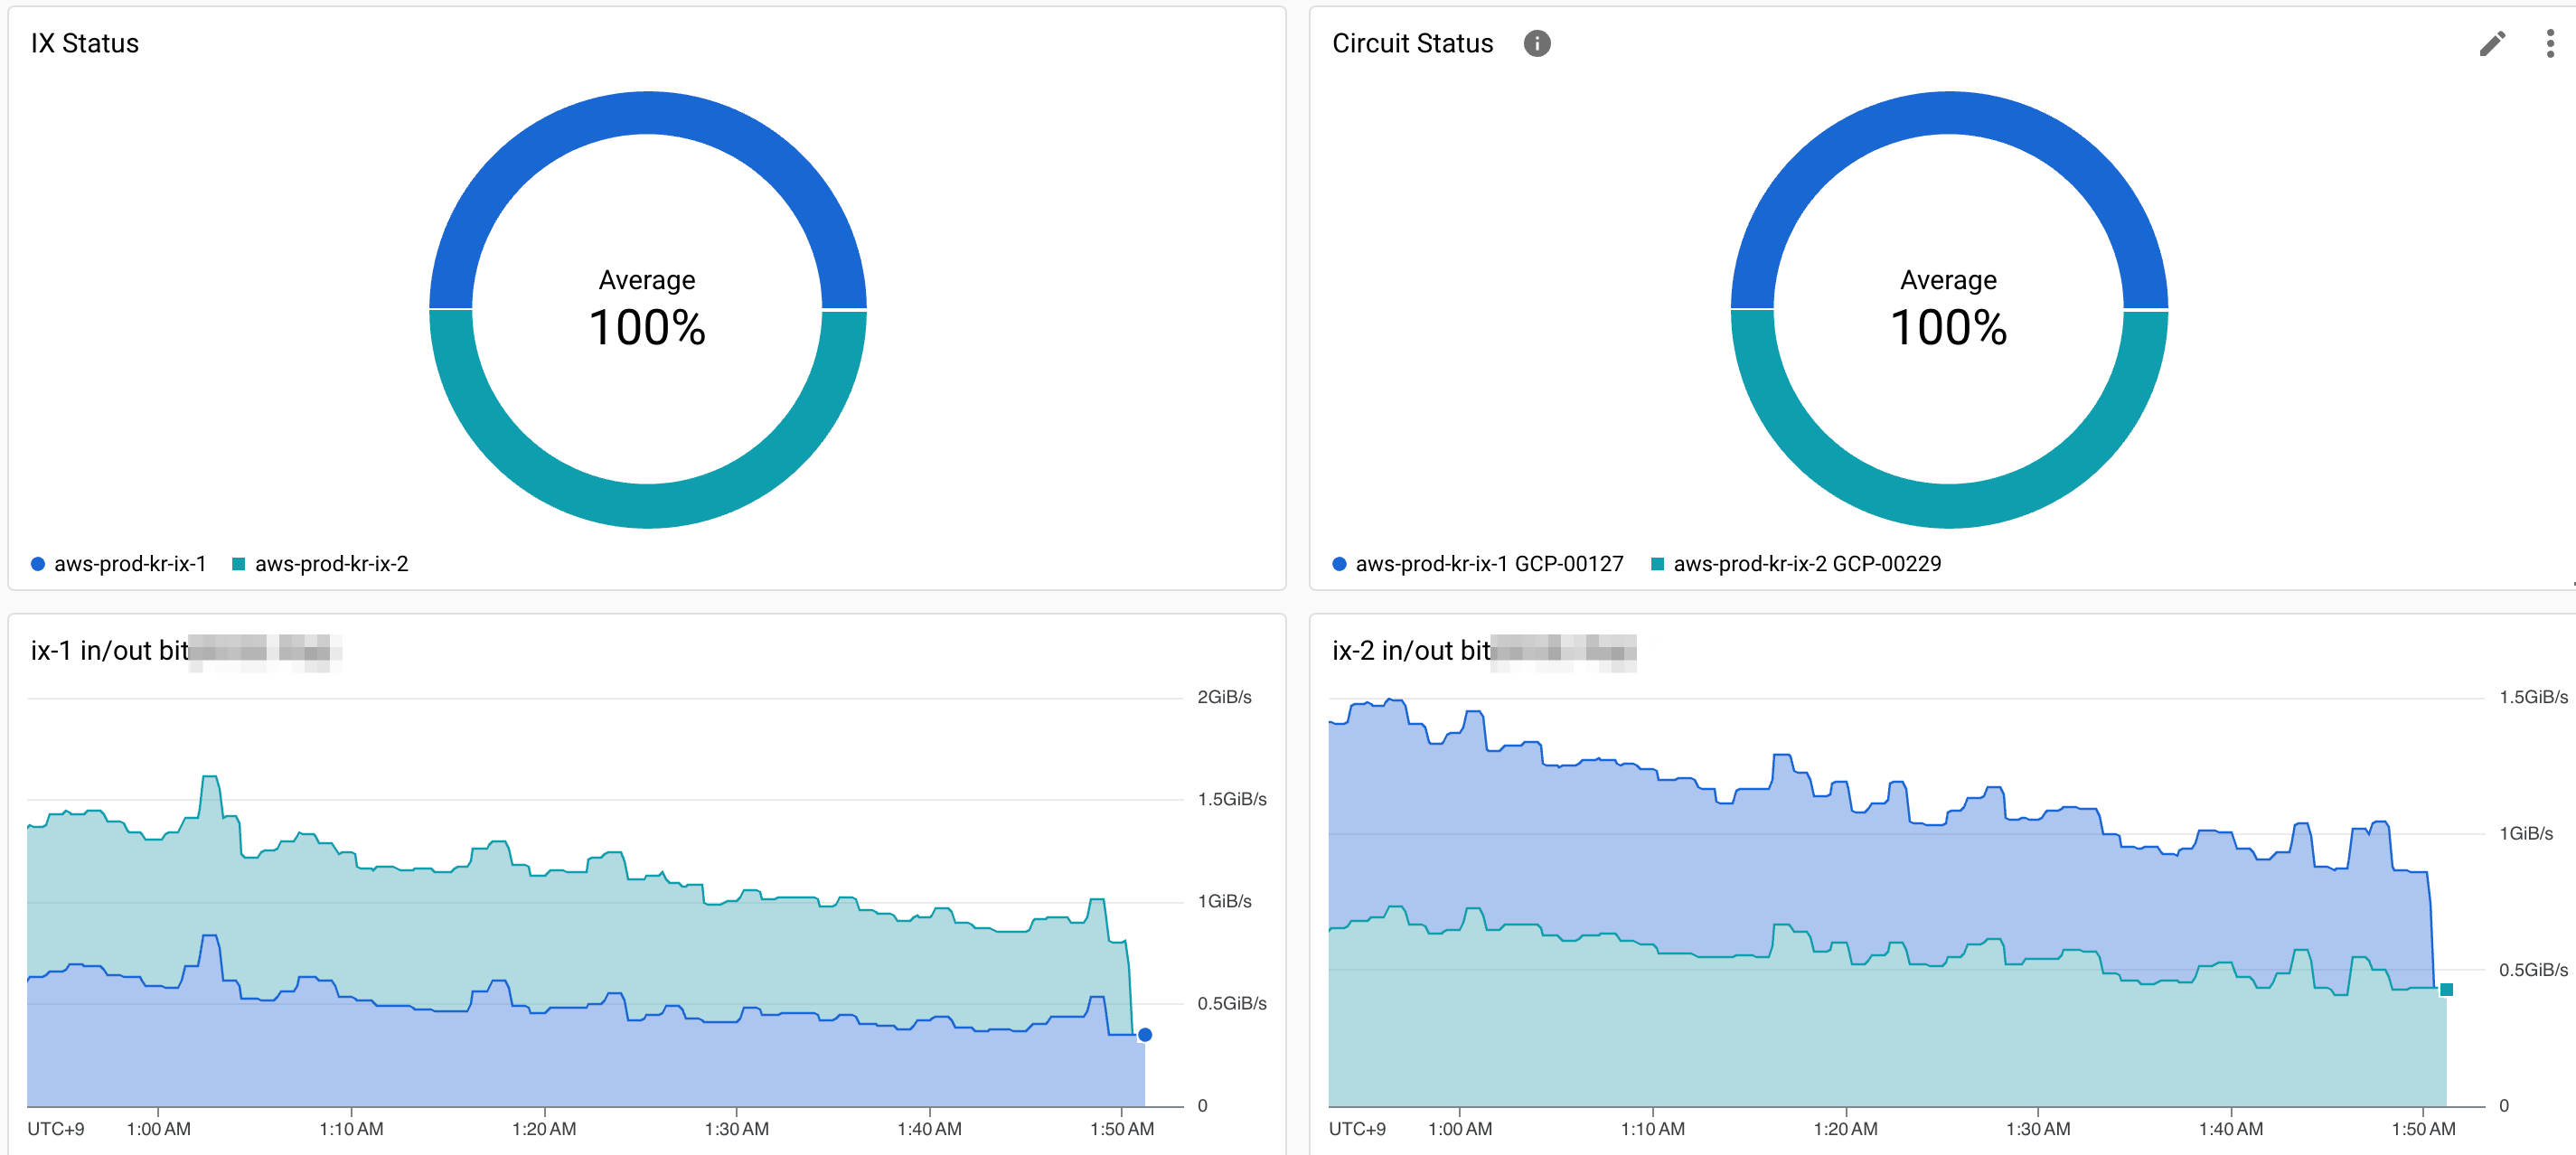 IX Status
Average
100%
aws-prod-kr-ix-1 aws-prod-kr-ix-2
Circuit Status
Average
100%
aws-prod-kr-ix-1 GCP-00127 aws-prod-kr-ix-2 GCP-00229
ix-1 in/out bit
2GiB/s
1.5GiB/s
1GiB/s
0.5GiB/s
0
UTC+9 1:00 AM 1:10 AM 1:20 AM 1:30 AM 1:40 AM 1:50 AM
ix-2 in/out bit
1.5GiB/s
1GiB/s
0.5GiB/s
0
UTC+9 1:00 AM 1:10 AM 1:20 AM 1:30 AM 1:40 AM 1:50 AM